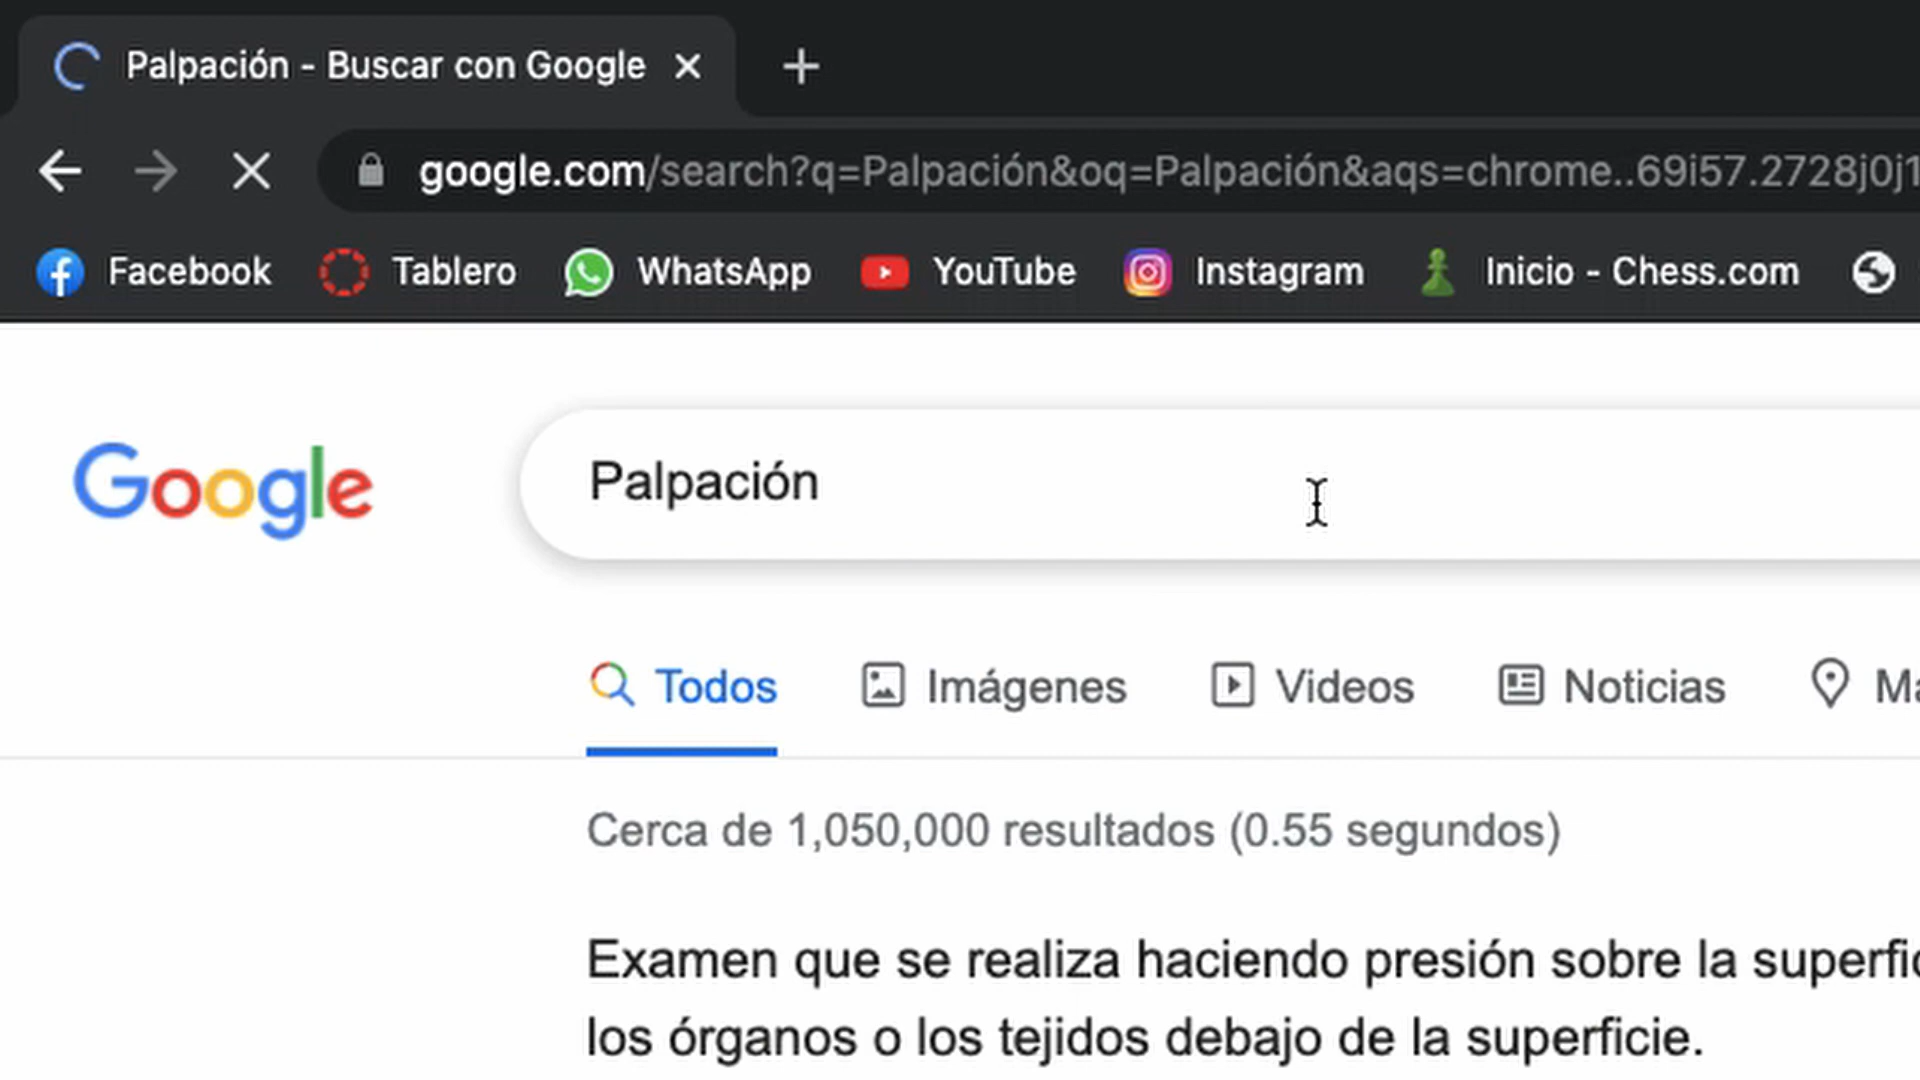 Palpación - Buscar con Google
google.com/search?q=Palpación&oq=Palpación&aqs=chrome..69i57.2728j0j1
Facebook Tablero WhatsApp YouTube Instagram Inicio - Chess.com
Google Palpación
Todos Imágenes Videos Noticias
Cerca de 1,050,000 resultados (0.55 segundos)
Examen que se realiza haciendo presión sobre la
los órganos o los tejidos debajo de la superficie.